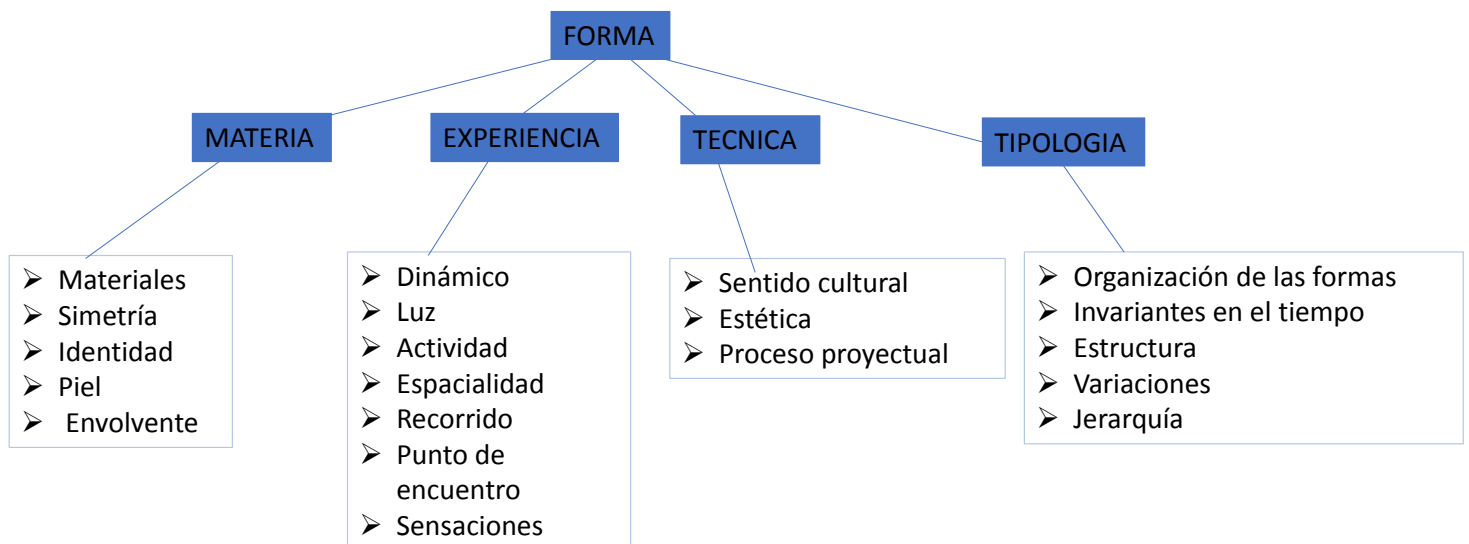 FORMA
MATERIA
EXPERIENCIA
TECNICA
TIPOLOGIA
➢ Materiales
➢ Simetría
➢ Identidad
➢ Piel
➢ Envolvente
➢ Dinámico
➢ Luz
➢ Actividad
➢ Espacialidad
➢ Recorrido
➢ Punto de
encuentro
➢ Sensaciones
➢ Sentido cultural
➢ Estética
➢ Proceso proyectual
➢ Organización de las formas
➢ Invariantes en el tiempo
➢ Estructura
➢ Variaciones
➢ Jerarquía